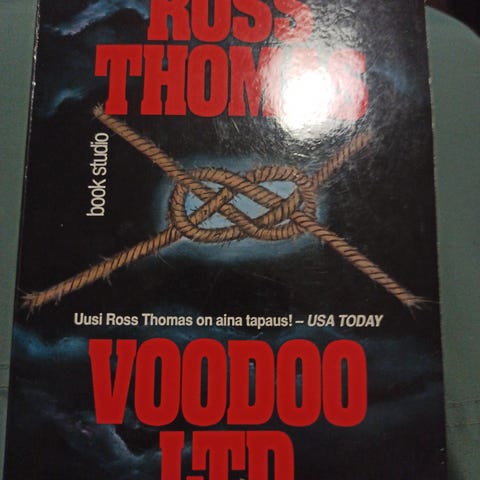 ROSS
THOMAS
book studio
Uusi Ross Thomas on aina tapaus! – USA TODAY
VOODOO
LTD